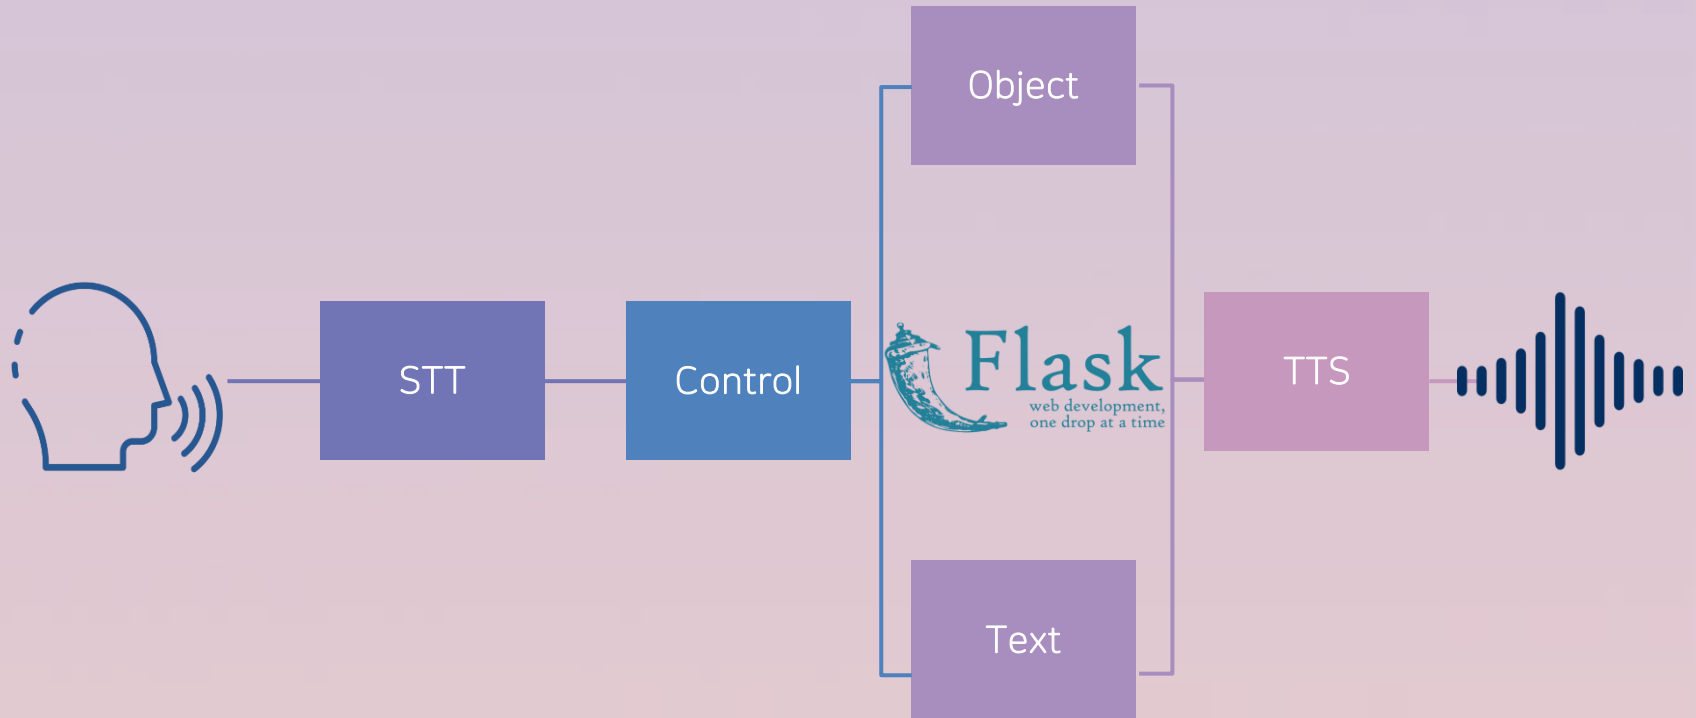 Object
STT
Control
Flask
web development,
one drop at a time
TTS
Text